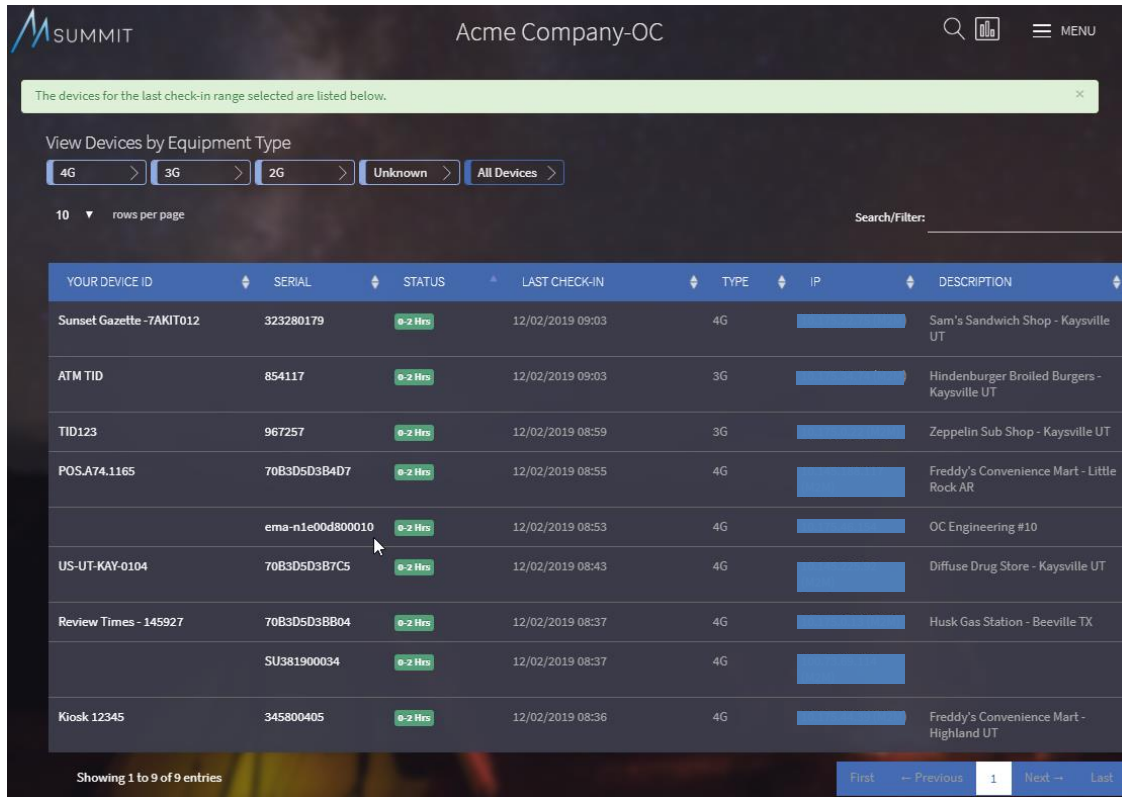 SUMMIT
Acme Company-OC
MENU
The devices for the last check-in range selected are listed below.
×
View Devices by Equipment Type
4G 3G 2G Unknown All Devices
10 ▼ rows per page
Search/Filter:
YOUR DEVICE ID SERIAL STATUS LAST CHECK-IN TYPE IP DESCRIPTION
Sunset Gazette -7AKIT012 323280179 0-2 Hrs 12/02/2019 09:03 4G Sam's Sandwich Shop - Kaysville
UT
ATM TID 854117 0-2 Hrs 12/02/2019 09:03 3G Hindenburger Broiled Burgers -
Kaysville UT
TID123 967257 0-2 Hrs 12/02/2019 08:59 3G Zeppelin Sub Shop - Kaysville UT
POS.A74.1165 70B3D5D3B4D7 0-2 Hrs 12/02/2019 08:55 4G Freddy's Convenience Mart - Little
Rock AR
ema-n1e00d800010 0-2 Hrs 12/02/2019 08:53 4G OC Engineering #10
US-UT-KAY-0104 70B3D5D3B7C5 0-2 Hrs 12/02/2019 08:43 4G Diffuse Drug Store - Kaysville UT
Review Times - 145927 70B3D5D3BB04 0-2 Hrs 12/02/2019 08:37 4G Husk Gas Station - Beeville TX
SU381900034 0-2 Hrs 12/02/2019 08:37 4G
Kiosk 12345 345800405 0-2 Hrs 12/02/2019 08:36 4G Freddy's Convenience Mart -
Highland UT
Showing 1 to 9 of 9 entries
First ← Previous 1 Next → Last